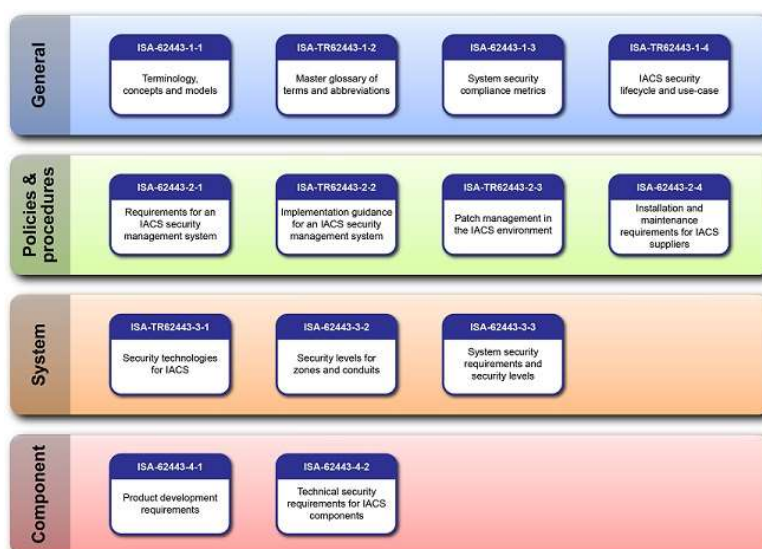 General
ISA-62443-1-1
Terminology,
concepts and models
ISA-TR62443-1-2
Master glossary of
terms and abbreviations
ISA-62443-1-3
System security
compliance metrics
ISA-TR62443-1-4
IACS security
lifecycle and use-case
Policies &
procedures
ISA-62443-2-1
Requirements for an
IACS security
management system
ISA-TR62443-2-2
Implementation guidance
for an IACS security
management system
ISA-TR62443-2-3
Patch management in
the IACS environment
ISA-62443-2-4
Installation and
maintenance
requirements for IACS
suppliers
System
ISA-TR62443-3-1
Security technologies
for IACS
ISA-62443-3-2
Security levels for
zones and conduits
ISA-62443-3-3
System security
requirements and
security levels
Component
ISA-62443-4-1
Product development
requirements
ISA-62443-4-2
Technical security
requirements for IACS
components